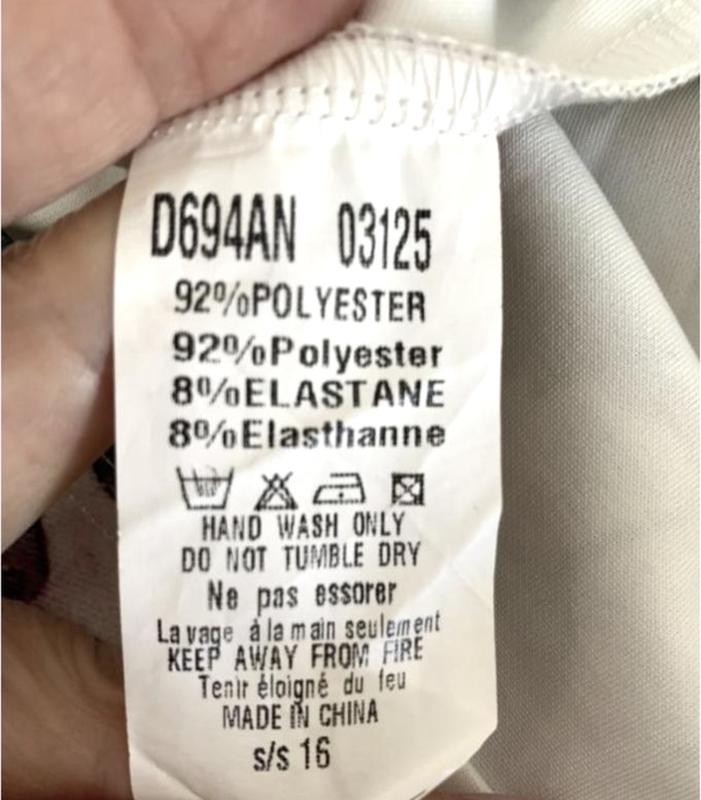 D694AN 03125
92%POLYESTER
92%Polyester
8%ELASTANE
8%Elasthanne
HAND WASH ONLY
DO NOT TUMBLE DRY
Ne pas essorer
Lavage à la main seulement
KEEP AWAY FROM FIRE
Tenir éloigné du feu
MADE IN CHINA
s/s 16